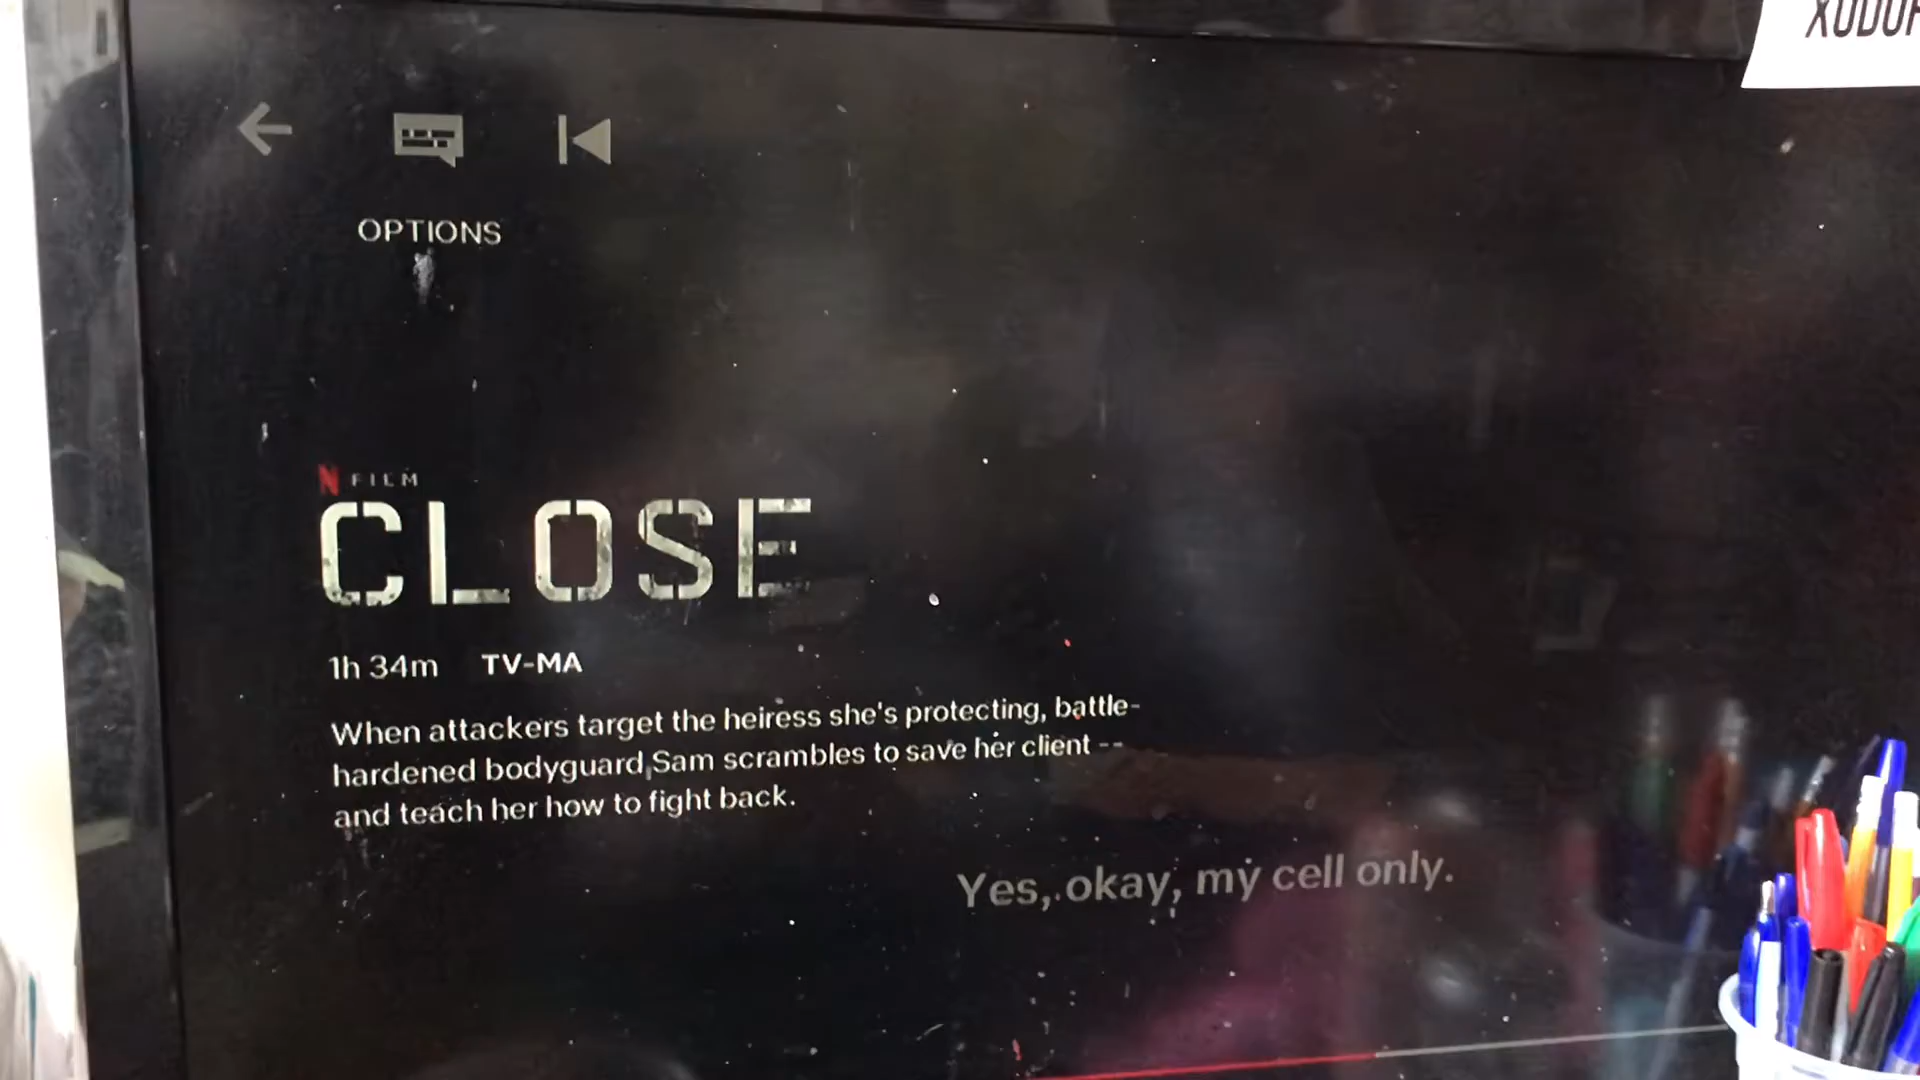 OPTIONS
N FILM
CLOSE
1h 34m TV-MA
When attackers target the heiress she's protecting, battle-
hardened bodyguard Sam scrambles to save her client --
and teach her how to fight back.
Yes, okay, my cell only.